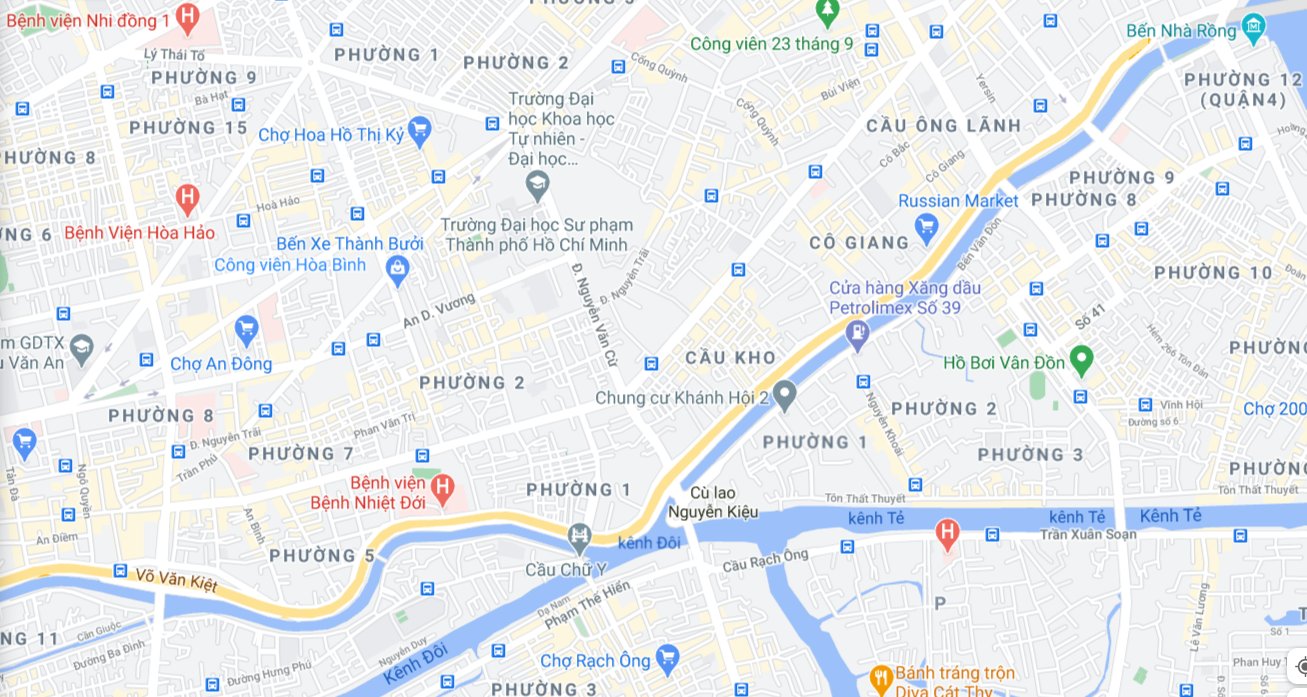 PHƯỜNG 3
Bệnh viện Nhi đồng 1
Lý Thái Tổ
PHƯỜNG 1
PHƯỜNG 2
Cống Quỳnh
Công viên 23 tháng 9
Bến Nhà Rồng
PHƯỜNG 9
Bà Hạt
PHƯỜNG 15
Chợ Hoa Hồ Thị Kỷ
Trường Đại
học Khoa học
Tự nhiên -
Đại học...
Cống Quỳnh
Bùi Viện
Yersin
PHƯỜNG 12
(QUẬN4)
CẦU ÔNG LÃNH
Hoàng
PHƯỜNG 8
Cô Bắc
Cô Giang
PHƯỜNG 9
PHƯỜNG 8
Hoà Hảo
NG 6
Bệnh Viện Hòa Hảo
Bến Xe Thành Bưởi
Công viên Hòa Bình
Trường Đại học Sư phạm
Thành phố Hồ Chí Minh
Russian Market
CÔ GIANG
Bến Vân Đồn
PHƯỜNG 10
Đoàn
Đ. Nguyễn Trãi
Đ. Nguyễn Văn Cừ
An D. Vương
Cửa hàng Xăng dầu
Petrolimex Số 39
Số 41
Hẻm 266 Tôn Đản
m GDTX
u Văn An
Chợ An Đông
CẦU KHO
Hồ Bơi Vân Đồn
PHƯỜNG
PHƯỜNG 2
Chung cư Khánh Hội 2
PHƯỜNG 8
Phan Văn Trị
Nguyễn Khoái
PHƯỜNG 2
Vĩnh Hội
Đường số 6
Chợ 200
Đ. Nguyễn Trãi
Trần Phú
PHƯỜNG 7
PHƯỜNG 1
PHƯỜNG 3
Tản Đà
Ngô Quyền
Bệnh viện
Bệnh Nhiệt Đới
PHƯỜNG 1
Cù lao
Nguyễn Kiệu
Tôn Thất Thuyết
PHƯỜNG
Tôn Thất Thuyết
An Bình
An Điềm
PHƯỜNG 5
kênh Tẻ
kênh Tẻ
Kênh Tẻ
Trần Xuân Soạn
kênh Đôi
Cầu Chữ Y
Cầu Rạch Ông
Võ Văn Kiệt
Dạ Nam
Phạm Thế Hiển
P
Lê Văn Lương
NG 11
Cần Giuộc
Đường Ba Đình
Nguyễn Duy
Kênh Đôi
Đường Hưng Phú
Chợ Rạch Ông
PHƯỜNG 3
Bánh tráng trộn
Diva Cát Thy
T
Số 1
Phan Huy